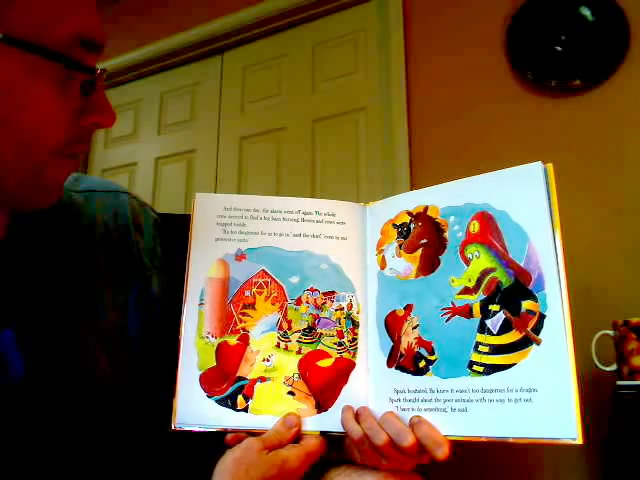 And then one day, the alarm went off again. The whole
crew rushed to find a big barn burning. Horses and cows were
trapped inside.
"It's too dangerous for us to go in," said the chief, "even in our
protective suits."
Spark hesitated. He knew it wasn't too dangerous for a dragon.
Spark thought about the poor animals with no way to get out.
"I have to do something," he said.